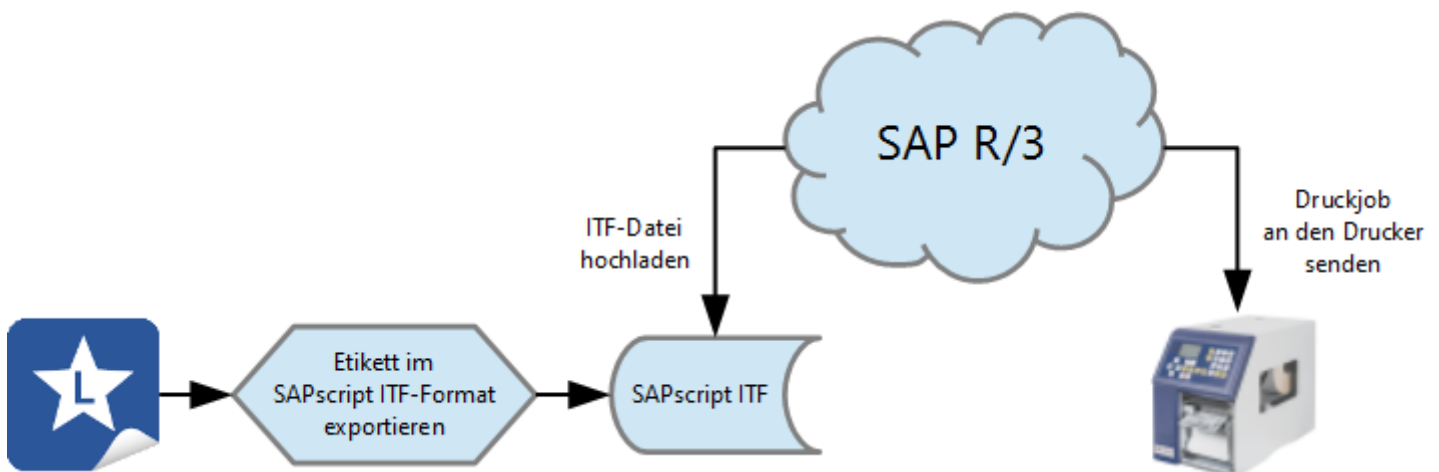 SAP R/3
ITF-Datei
hochladen
Druckjob
an den Drucker
senden
L
Etikett im
SAPscript ITF-Format
exportieren
SAPscript ITF